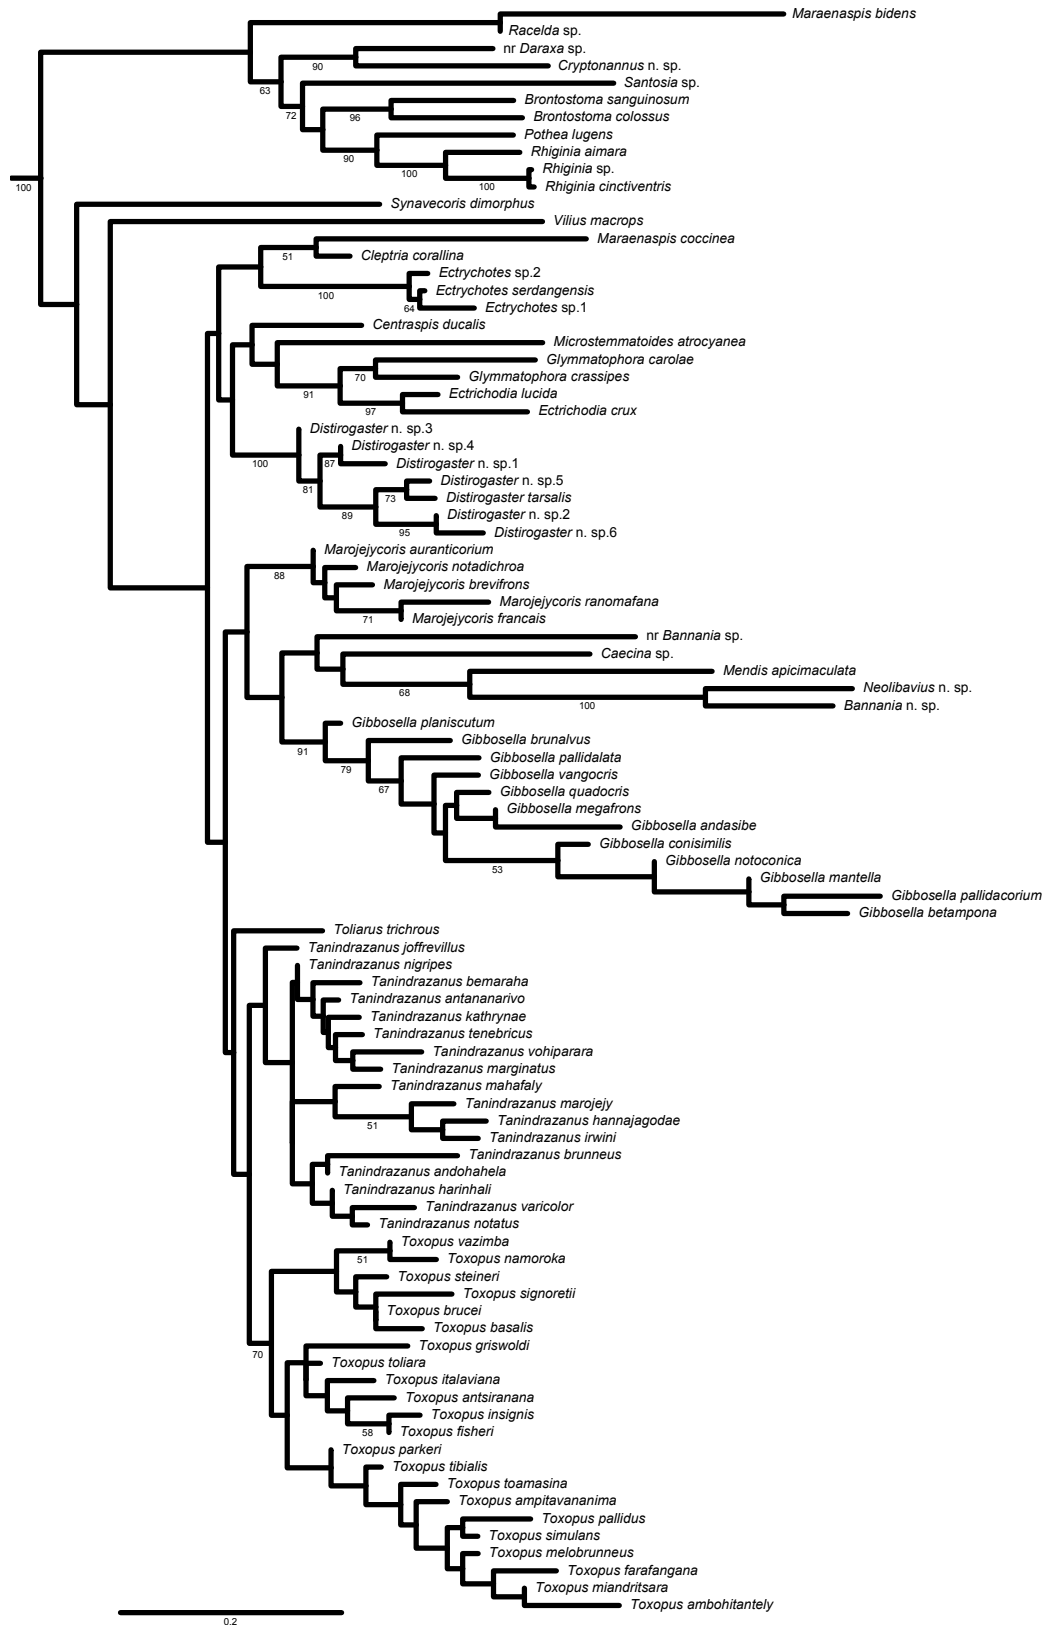 Maraenaspis bidens
Racelda sp.
nr Daraxa sp.
90
Cryptonannus n. sp.
63
Santosia sp.
Brontostoma sanguinosum
72
96
Brontostoma colossus
Pothea lugens
Rhiginia aimara
90
Rhiginia sp.
100
100
100
Rhiginia cinctiventris
Synavecoris dimorphus
Vilius macrops
Maraenaspis coccinea
51
Cleptria corallina
Ectrychotes sp.2
Ectrychotes serdangensis
100
64
Ectrychotes sp.1
Centraspis ducalis
Microstemmatoides atrocyanea
Glymmatophora carolae
70
Glymmatophora crassipes
91
Ectrichodia lucida
97
Ectrichodia crux
Distirogaster n. sp.3
Distirogaster n. sp.4
100
87
Distirogaster n. sp.1
Distirogaster n. sp.5
81
73
Distirogaster tarsalis
89
Distirogaster n. sp.2
95
Distirogaster n. sp.6
Marojejycoris auranticorium
Marojejycoris notadichroa
88
Marojejycoris brevifrons
Marojejycoris ranomafana
71
Marojejycoris francais
nr Bannania sp.
Caecina sp.
Mendis apicimaculata
68
Neolibavius n. sp.
100
Bannania n. sp.
Gibbosella planiscutum
Gibbosella brunalvus
91
Gibbosella pallidalata
79
Gibbosella vangocris
67
Gibbosella quadocris
Gibbosella megafrons
Gibbosella andasibe
Gibbosella conisimilis
Gibbosella notoconica
53
Gibbosella mantella
Gibbosella pallidacorium
Gibbosella betampona
Toliarus trichrous
Tanindrazanus joffrevillus
Tanindrazanus nigripes
Tanindrazanus bemaraha
Tanindrazanus antananarivo
Tanindrazanus kathrynae
Tanindrazanus tenebricus
Tanindrazanus vohiparara
Tanindrazanus marginatus
Tanindrazanus mahafaly
Tanindrazanus marojejy
51
Tanindrazanus hannajagodae
Tanindrazanus irwini
Tanindrazanus brunneus
Tanindrazanus andohahela
Tanindrazanus harinhali
Tanindrazanus varicolor
Tanindrazanus notatus
Toxopus vazimba
51
Toxopus namoroka
Toxopus steineri
Toxopus signoretii
Toxopus brucei
Toxopus basalis
Toxopus griswoldi
70
Toxopus toliara
Toxopus italaviana
Toxopus antsiranana
Toxopus insignis
58
Toxopus fisheri
Toxopus parkeri
Toxopus tibialis
Toxopus toamasina
Toxopus ampitavananima
Toxopus pallidus
Toxopus simulans
Toxopus melobrunneus
Toxopus farafangana
Toxopus miandritsara
Toxopus ambohitantely
0.2